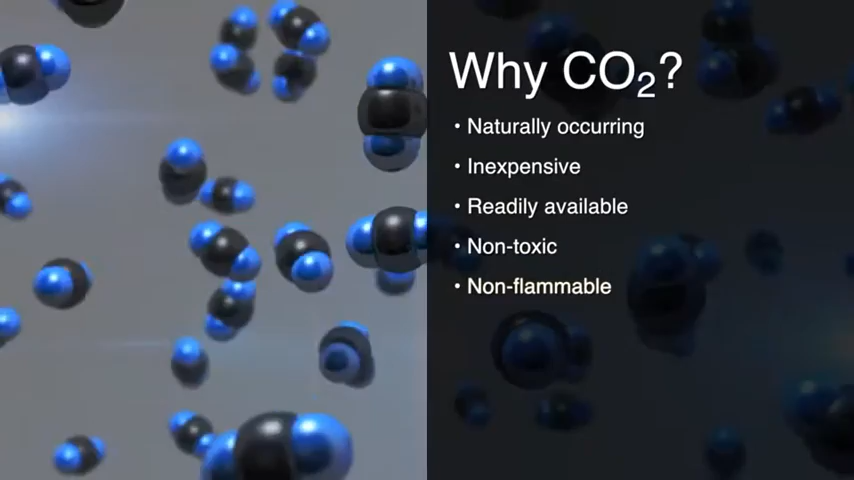 Why CO₂?
• Naturally occurring
• Inexpensive
• Readily available
• Non-toxic
• Non-flammable